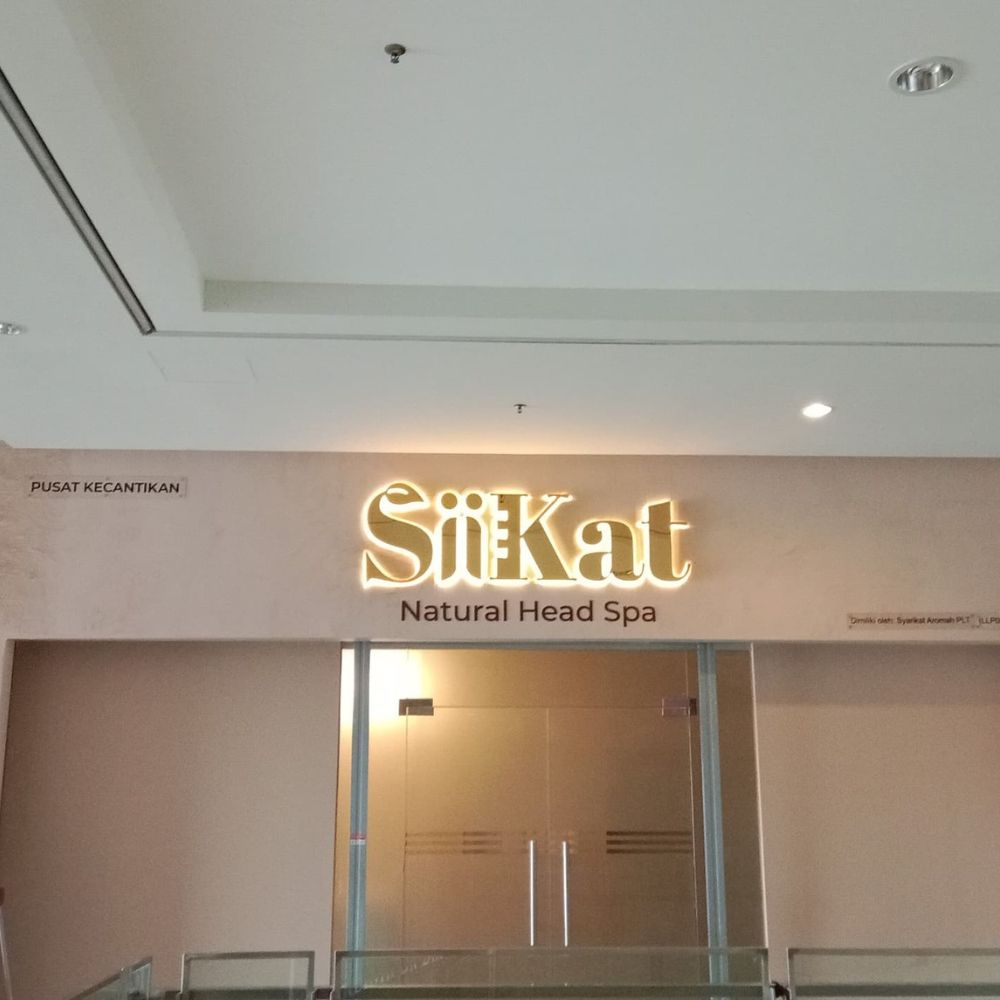 PUSAT KECANTIKAN
SiiKat
Natural Head Spa
Dimiliki oleh: Syarikat Aromah PLT